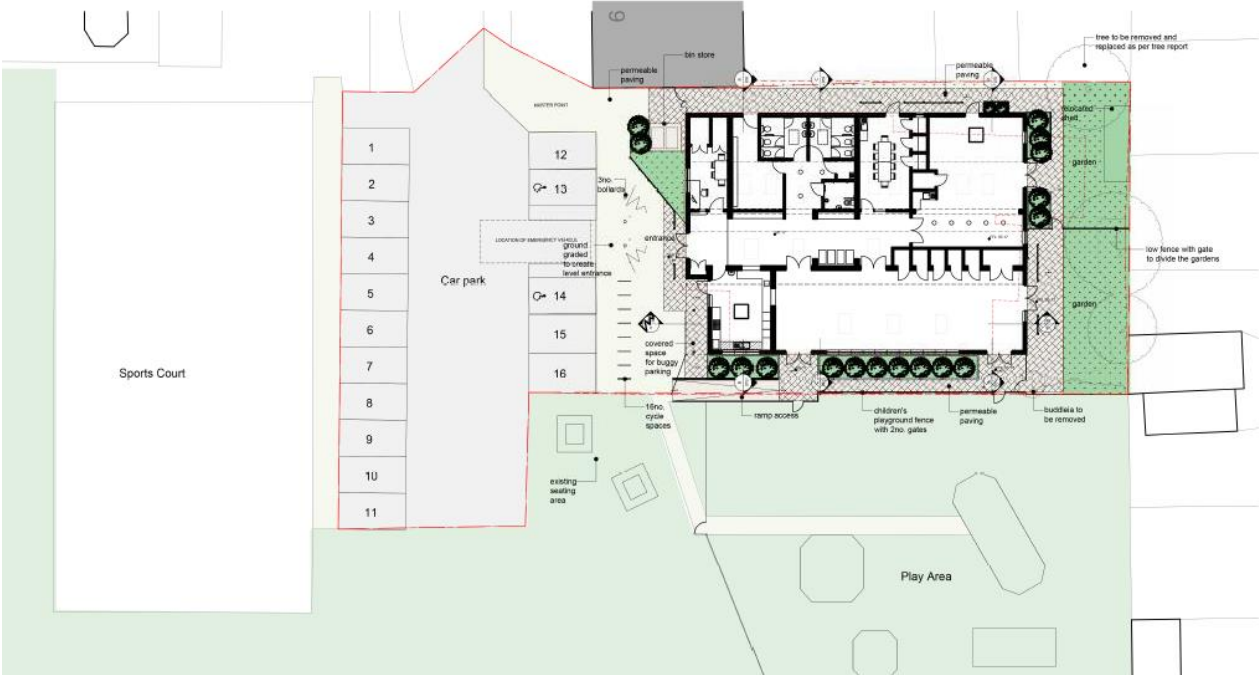 9
tree to be removed and
replaced as per tree report
bin store
permeable
paving
permeable
paving
MUSTER POINT
relocated
shed
garden
1
2
3
4
5
6
7
8
9
10
11
12
13
14
15
16
3no.
bollards
LOCATION OF EMERGENCY VEHICLE
entrance
ground
graded
to create
level entrance
low fence with gate
to divide the gardens
Car park
garden
Sports Court
covered
space
for buggy
parking
16no.
cycle
spaces
ramp access
children's
playground fence
with 2no. gates
permeable
paving
buddleia to
be removed
existing
seating
area
Play Area